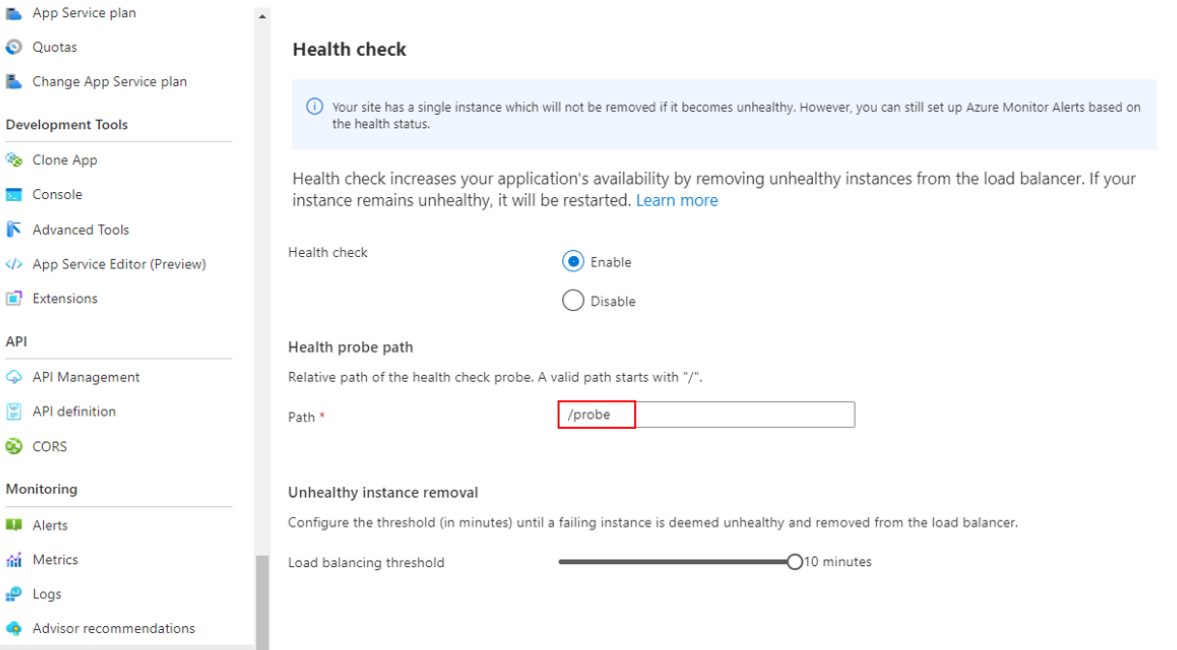 App Service plan
Quotas
Change App Service plan
Development Tools
Clone App
Console
Advanced Tools
App Service Editor (Preview)
Extensions
API
API Management
API definition
CORS
Monitoring
Alerts
Metrics
Logs
Advisor recommendations
Health check
Your site has a single instance which will not be removed if it becomes unhealthy. However, you can still set up Azure Monitor Alerts based on
the health status.
Health check increases your application's availability by removing unhealthy instances from the load balancer. If your
instance remains unhealthy, it will be restarted. Learn more
Health check
Enable
Disable
Health probe path
Relative path of the health check probe. A valid path starts with "/".
Path *
/probe
Unhealthy instance removal
Configure the threshold (in minutes) until a failing instance is deemed unhealthy and removed from the load balancer.
Load balancing threshold
10 minutes